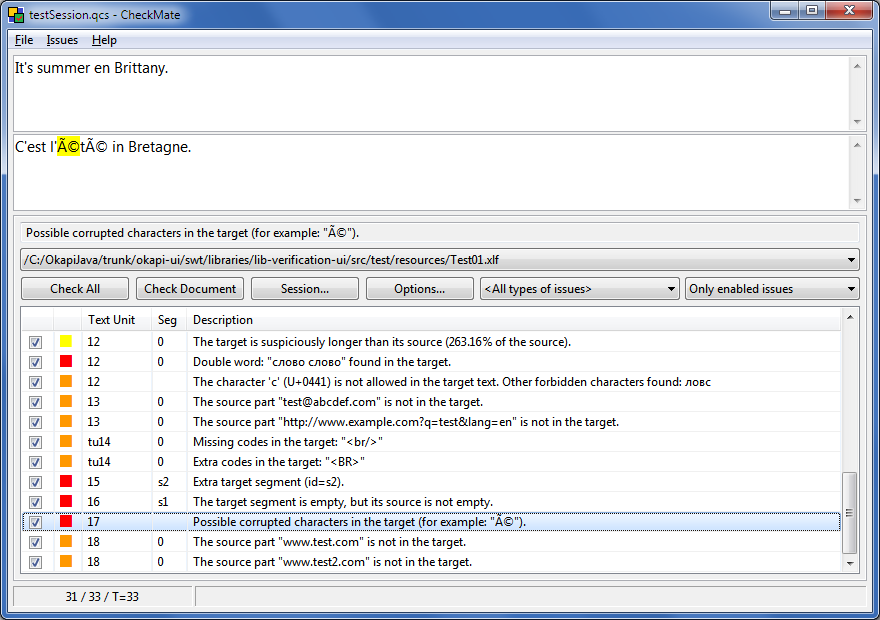 testSession.qcs - CheckMate
File Issues Help
It's summer en Brittany.
C'est l'Ã©tÃ© in Bretagne.
Possible corrupted characters in the target (for example: "Ã©").
/C:/OkapiJava/trunk/okapi-ui/swt/libraries/lib-verification-ui/src/test/resources/Test01.xlf
Check All Check Document Session... Options... <All types of issues> Only enabled issues
Text Unit Seg Description
12 0 The target is suspiciously longer than its source (263.16% of the source).
12 0 Double word: "слово слово" found in the target.
12 The character 'с' (U+0441) is not allowed in the target text. Other forbidden characters found: ловс
13 0 The source part "test@abcdef.com" is not in the target.
13 0 The source part "http://www.example.com?q=test&lang=en" is not in the target.
tu14 0 Missing codes in the target: "<br/>"
tu14 0 Extra codes in the target: "<BR>"
15 s2 Extra target segment (id=s2).
16 s1 The target segment is empty, but its source is not empty.
17 Possible corrupted characters in the target (for example: "Ã©").
18 0 The source part "www.test.com" is not in the target.
18 0 The source part "www.test2.com" is not in the target.
31 / 33 / T=33